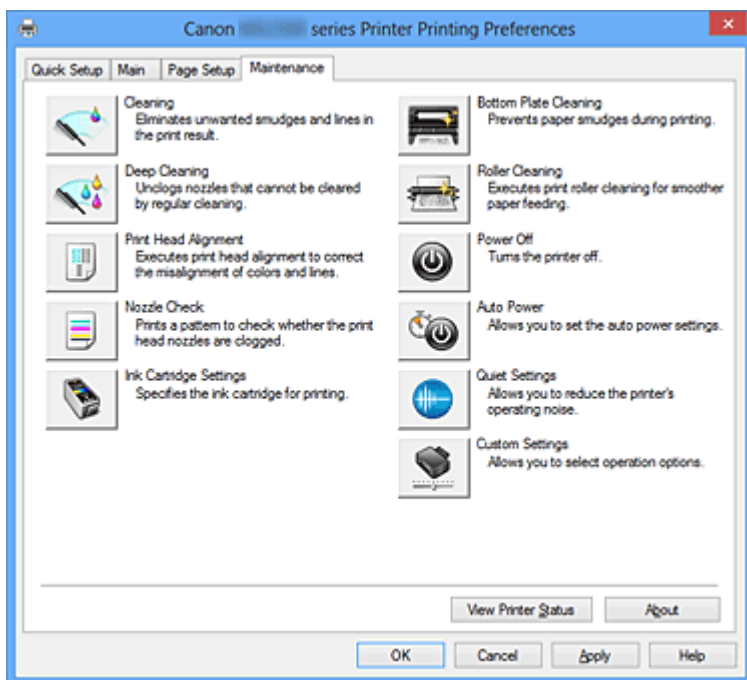 Canon series Printer Printing Preferences
Quick Setup Main Page Setup Maintenance
Cleaning
Eliminates unwanted smudges and lines in
the print result.
Deep Cleaning
Unclogs nozzles that cannot be cleared
by regular cleaning.
Print Head Alignment
Executes print head alignment to correct
the misalignment of colors and lines.
Nozzle Check
Prints a pattern to check whether the print
head nozzles are clogged.
Ink Cartridge Settings
Specifies the ink cartridge for printing.
Bottom Plate Cleaning
Prevents paper smudges during printing.
Roller Cleaning
Executes print roller cleaning for smoother
paper feeding.
Power Off
Turns the printer off.
Auto Power
Allows you to set the auto power settings.
Quiet Settings
Allows you to reduce the printer's
operating noise.
Custom Settings
Allows you to select operation options.
View Printer Status About
OK Cancel Apply Help